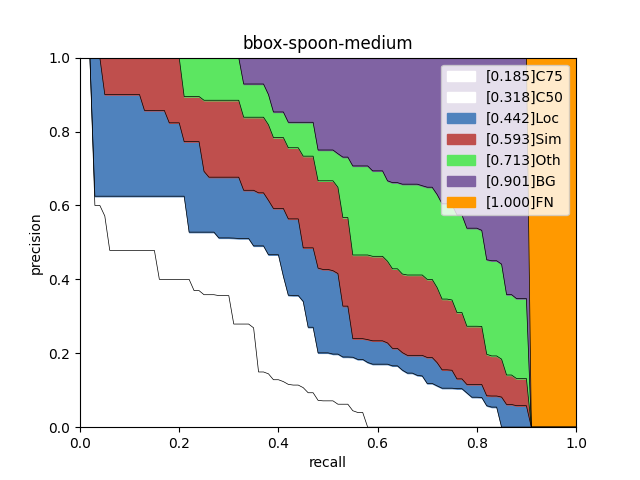 bbox-spoon-medium
1.0
0.8
0.6
0.4
0.2
0.0
precision
[0.185]C75
[0.318]C50
[0.442]Loc
[0.593]Sim
[0.713]Oth
[0.901]BG
[1.000]FN
0.0 0.2 0.4 0.6 0.8 1.0
recall